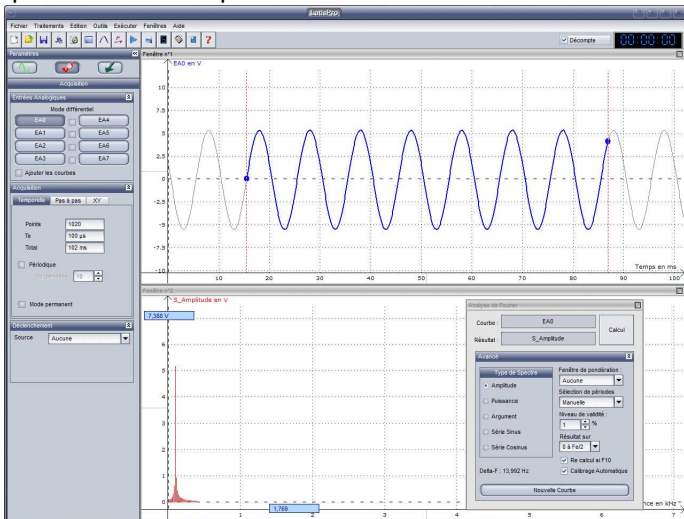 LatisPro
Fichier Traitements Edition Outils Exécuter Fenêtres Aide
Décompte 00:00:00
Paramètres
Acquisition
Entrées Analogiques
Mode différentiel
EA0 EA4
EA1 EA5
EA2 EA6
EA3 EA7
Ajouter les courbes
Acquisition
Temporelle Pas à pas XY
Points 1020
Te 100 µs
Total 102 ms
Périodique
10
Mode permanent
Déclenchement
Source Aucune
Fenêtre n°1
EA0 en V
10
7.5
5
2.5
0
-2.5
-5
-7.5
-10
Temps en ms
10 20 30 40 50 60 70 80 90 100
Fenêtre n°2
S_Amplitude en V
7,388 V
6
5
4
3
2
1
0
1,769
1 2 3 4 5 6 7
nce en kHz
Analyse de Fourier
Courbe : EA0
Résultat : S_Amplitude
Calcul
Avancé
Type de Spectre
Amplitude
Puissance
Argument
Série Sinus
Série Cosinus
Delta-F : 13,992 Hz
Fenêtre de pondération :
Aucune
Sélection de périodes
Manuelle
Niveau de validité :
1 %
Résultat sur
0 à Fe/2
Re calcul si F10
Calibrage Automatique
Nouvelle Courbe